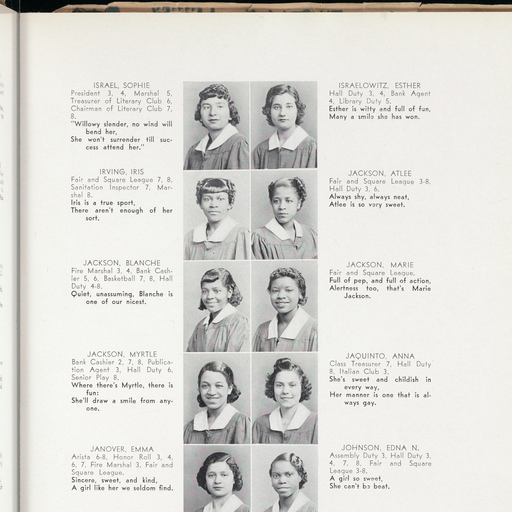 ISRAEL, SOPHIE
President 3, 4, Marshal 5,
Treasurer of Literary Club 6,
Chairman of Literary Club 7,
8.
"Willowy slender, no wind will
bend her,
She won't surrender till suc-
cess attend her."
ISRAELOWITZ, ESTHER
Hall Duty 3, 4, Bank Agent
4, Library Duty 5.
Esther is witty and full of fun,
Many a smile she has won.
IRVING, IRIS
Fair and Square League 7, 8,
Sanitation Inspector 7, Mar-
shal 8.
Iris is a true sport,
There aren't enough of her
sort.
JACKSON, ATLEE
Fair and Square League 3-8,
Hall Duty 3, 6.
Always shy, always neat,
Atlee is so very sweet.
JACKSON, BLANCHE
Fire Marshal 3, 4, Bank Cash-
ier 5, 6, Basketball 7, 8, Hall
Duty 4-8.
Quiet, unassuming, Blanche is
one of our nicest.
JACKSON, MARIE
Fair and Square League.
Full of pep, and full of action,
Alertness too, that's Marie
Jackson.
JACKSON, MYRTLE
Bank Cashier 2, 7, 8, Publica-
tion Agent 3, Hall Duty 6,
Senior Play 8.
Where there's Myrtle, there is
fun:
She'll draw a smile from any-
one.
JAQUINTO, ANNA
Class Treasurer 7, Hall Duty
8, Italian Club 3.
She's sweet and childish in
every way,
Her manner is one that is al-
ways gay.
JANOVER, EMMA
Arista 6-8, Honor Roll 3, 4,
6, 7, Fire Marshal 3, Fair and
Square League.
Sincere, sweet, and kind,
A girl like her we seldom find.
JOHNSON, EDNA N.
Assembly Duty 3, Hall Duty 3,
4, 7, 8, Fair and Square
League 3-8.
A girl so sweet,
She can't be beat,